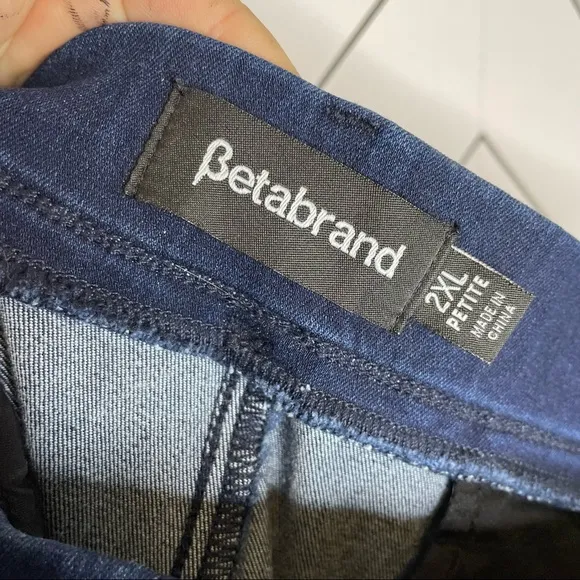 βetabrand
2XL
PETITE
MADE IN
CHINA